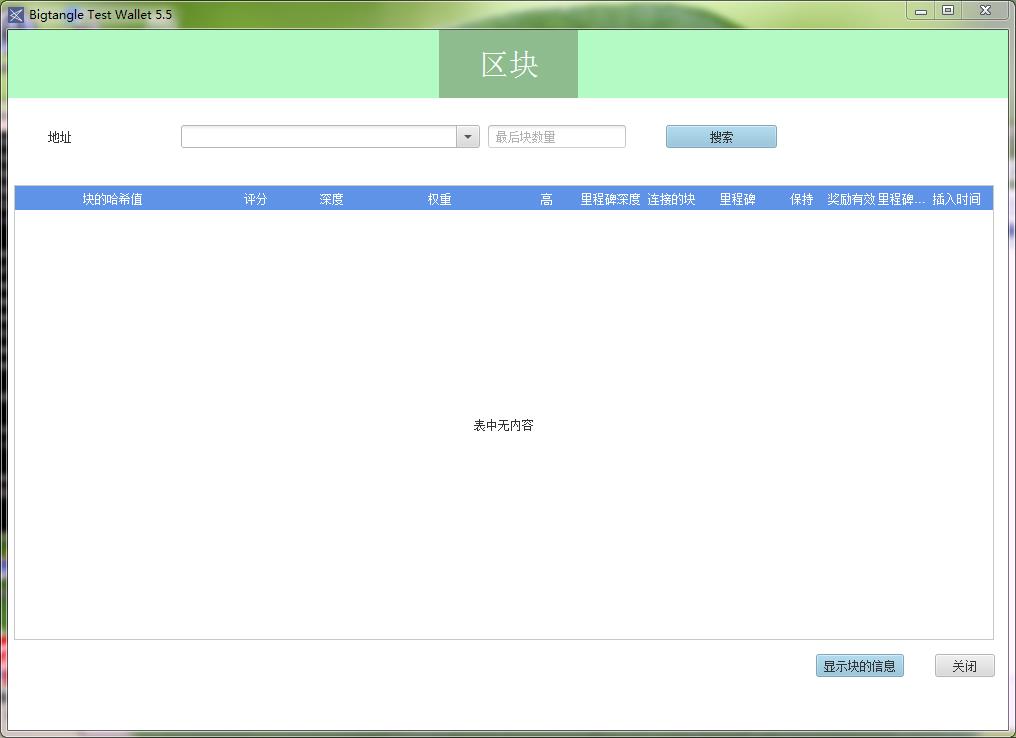 Bigtangle Test Wallet 5.5
区块
地址 最后块数量 搜索
块的哈希值 评分 深度 权重 高 里程碑深度 连接的块 里程碑 保持 奖励有效里程碑... 插入时间
表中无内容
显示块的信息 关闭